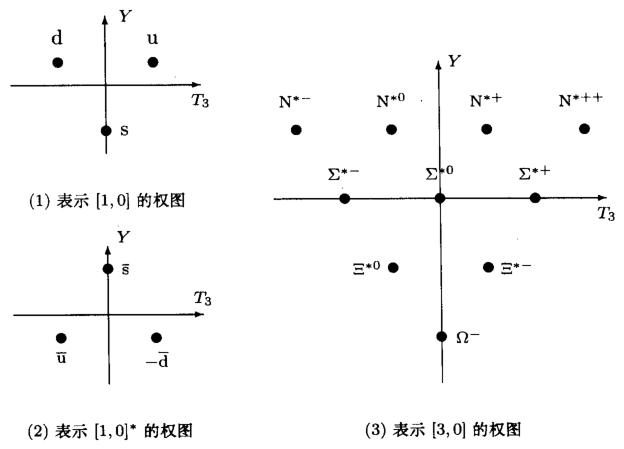 Y
d u
T₃
s
(1) 表示 [1, 0] 的权图
Y
s̅
T₃
u̅ −d̅
(2) 表示 [1, 0]* 的权图
Y
N*− N*0 N*+ N*++
Σ*− Σ*0 Σ*+
T₃
Ξ*0 Ξ*−
Ω−
(3) 表示 [3, 0] 的权图